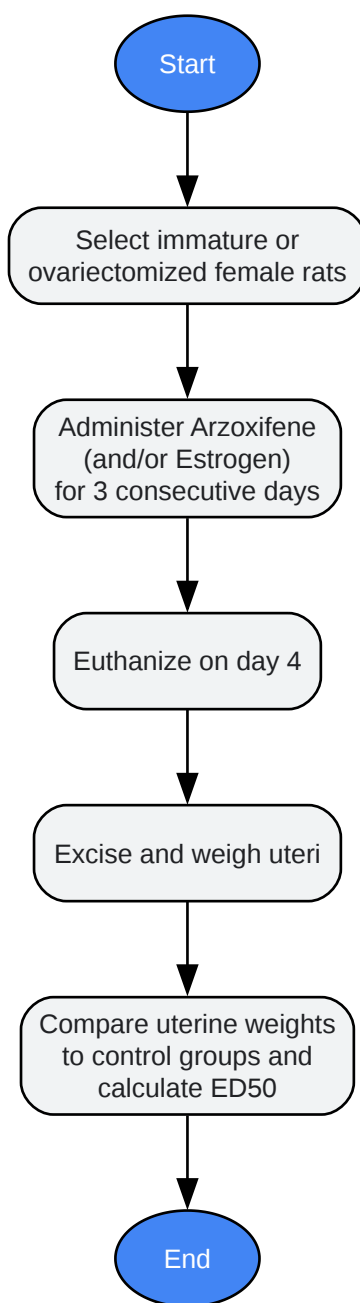 Start
Select immature or
ovariectomized female rats
Administer Arzoxifene
(and/or Estrogen)
for 3 consecutive days
Euthanize on day 4
Excise and weigh uteri
Compare uterine weights
to control groups and
calculate ED50
End